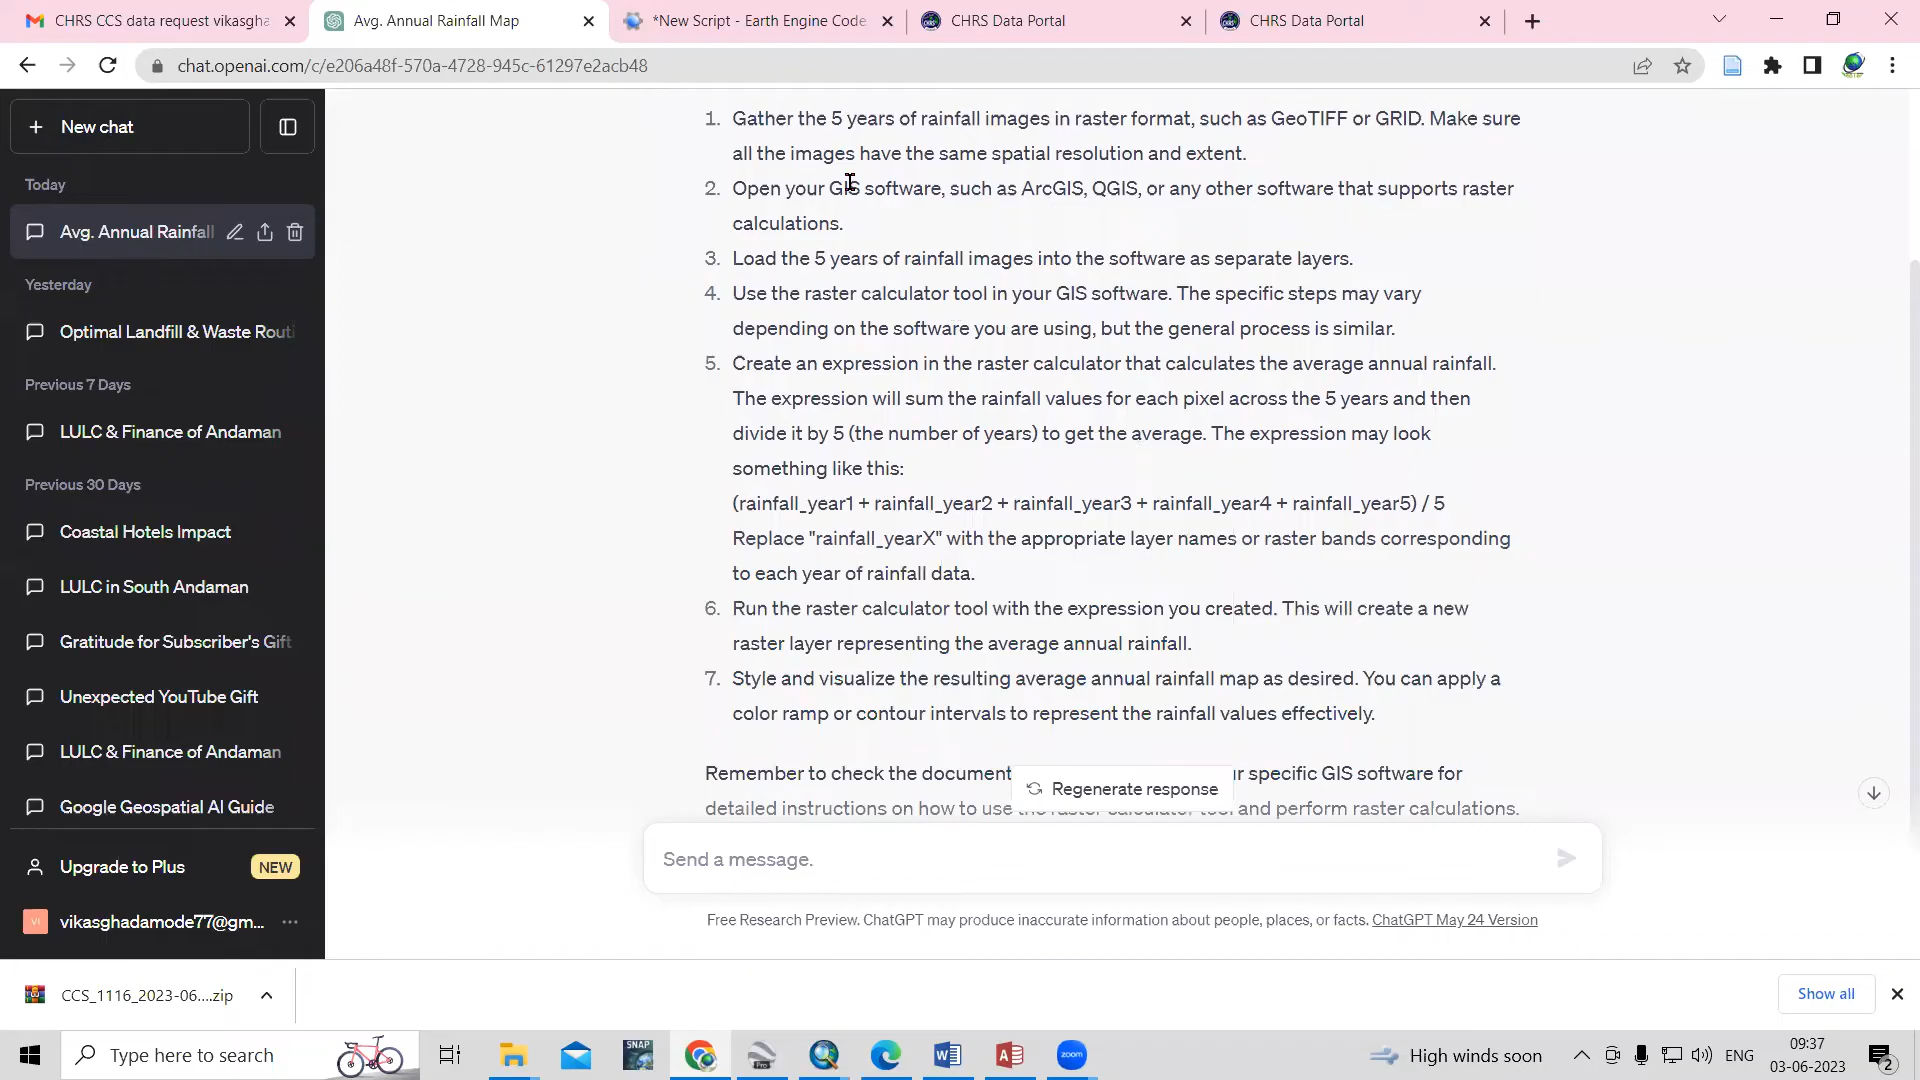 CHRS CCS data request vikasgha
Avg. Annual Rainfall Map
*New Script - Earth Engine Code
CHRS Data Portal
CHRS Data Portal
chat.openai.com/c/e206a48f-570a-4728-945c-61297e2acb48
New chat
Today
Avg. Annual Rainfall
Yesterday
Optimal Landfill & Waste Routi
Previous 7 Days
LULC & Finance of Andaman
Previous 30 Days
Coastal Hotels Impact
LULC in South Andaman
Gratitude for Subscriber's Gift
Unexpected YouTube Gift
LULC & Finance of Andaman
Google Geospatial AI Guide
Upgrade to Plus NEW
VI vikasghadamode77@gm...
1. Gather the 5 years of rainfall images in raster format, such as GeoTIFF or GRID. Make sure
all the images have the same spatial resolution and extent.
2. Open your GIS software, such as ArcGIS, QGIS, or any other software that supports raster
calculations.
3. Load the 5 years of rainfall images into the software as separate layers.
4. Use the raster calculator tool in your GIS software. The specific steps may vary
depending on the software you are using, but the general process is similar.
5. Create an expression in the raster calculator that calculates the average annual rainfall.
The expression will sum the rainfall values for each pixel across the 5 years and then
divide it by 5 (the number of years) to get the average. The expression may look
something like this:
(rainfall_year1 + rainfall_year2 + rainfall_year3 + rainfall_year4 + rainfall_year5) / 5
Replace "rainfall_yearX" with the appropriate layer names or raster bands corresponding
to each year of rainfall data.
6. Run the raster calculator tool with the expression you created. This will create a new
raster layer representing the average annual rainfall.
7. Style and visualize the resulting average annual rainfall map as desired. You can apply a
color ramp or contour intervals to represent the rainfall values effectively.
Remember to check the document r specific GIS software for
detailed instructions on how to use the raster calculator tool and perform raster calculations.
Regenerate response
Send a message.
Free Research Preview. ChatGPT may produce inaccurate information about people, places, or facts. ChatGPT May 24 Version
CCS_1116_2023-06....zip
Show all
Type here to search
SNAP
Pro
zoom
High winds soon
ENG
09:37
03-06-2023
2